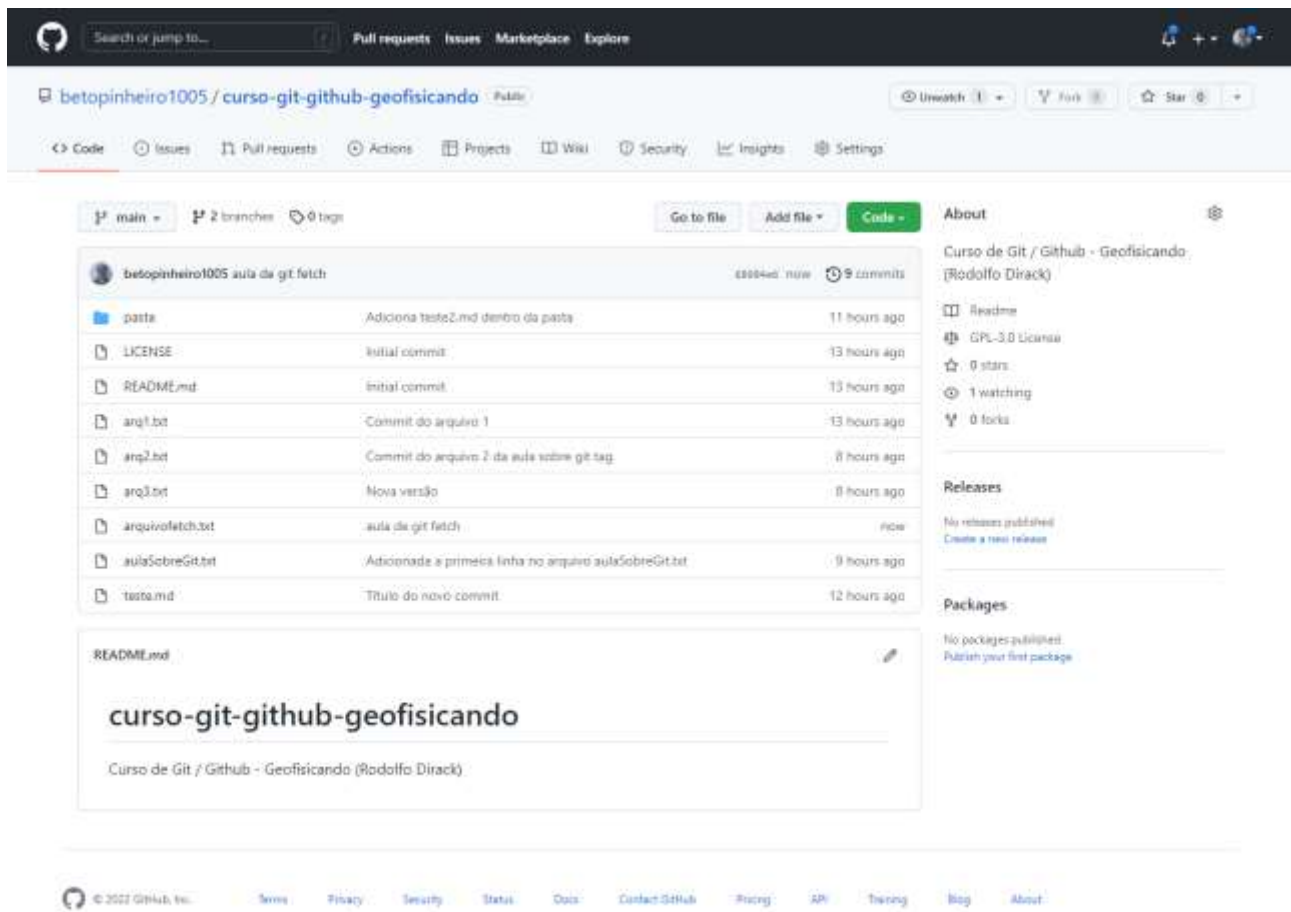 Search or jump to... / Pull requests Issues Marketplace Explore
betopinheiro1005 / curso-git-github-geofisicando Public Unwatch 1 Fork 0 Star 0
Code Issues Pull requests Actions Projects Wiki Security Insights Settings
main 2 branches 0 tags Go to file Add file Code
betopinheiro1005 aula de git fetch now 9 commits
pasta Adiciona teste2.md dentro da pasta 11 hours ago
LICENSE Initial commit 13 hours ago
README.md Initial commit 13 hours ago
arq1.txt Commit do arquivo 1 13 hours ago
arq2.txt Commit do arquivo 2 da aula sobre git tag 8 hours ago
arq3.txt Nova versão 8 hours ago
arquivofetch.txt aula de git fetch now
aulaSobreGit.txt Adicionada a primeira linha no arquivo aulaSobreGit.txt 9 hours ago
teste.md Título do novo commit 12 hours ago
README.md
curso-git-github-geofisicando
Curso de Git / Github - Geofisicando (Rodolfo Dirack)
About
Curso de Git / Github - Geofisicando
(Rodolfo Dirack)
Readme
GPL-3.0 License
0 stars
1 watching
0 forks
Releases
No releases published
Create a new release
Packages
No packages published
Publish your first package
© 2022 GitHub, Inc. Terms Privacy Security Status Docs Contact GitHub Pricing API Training Blog About